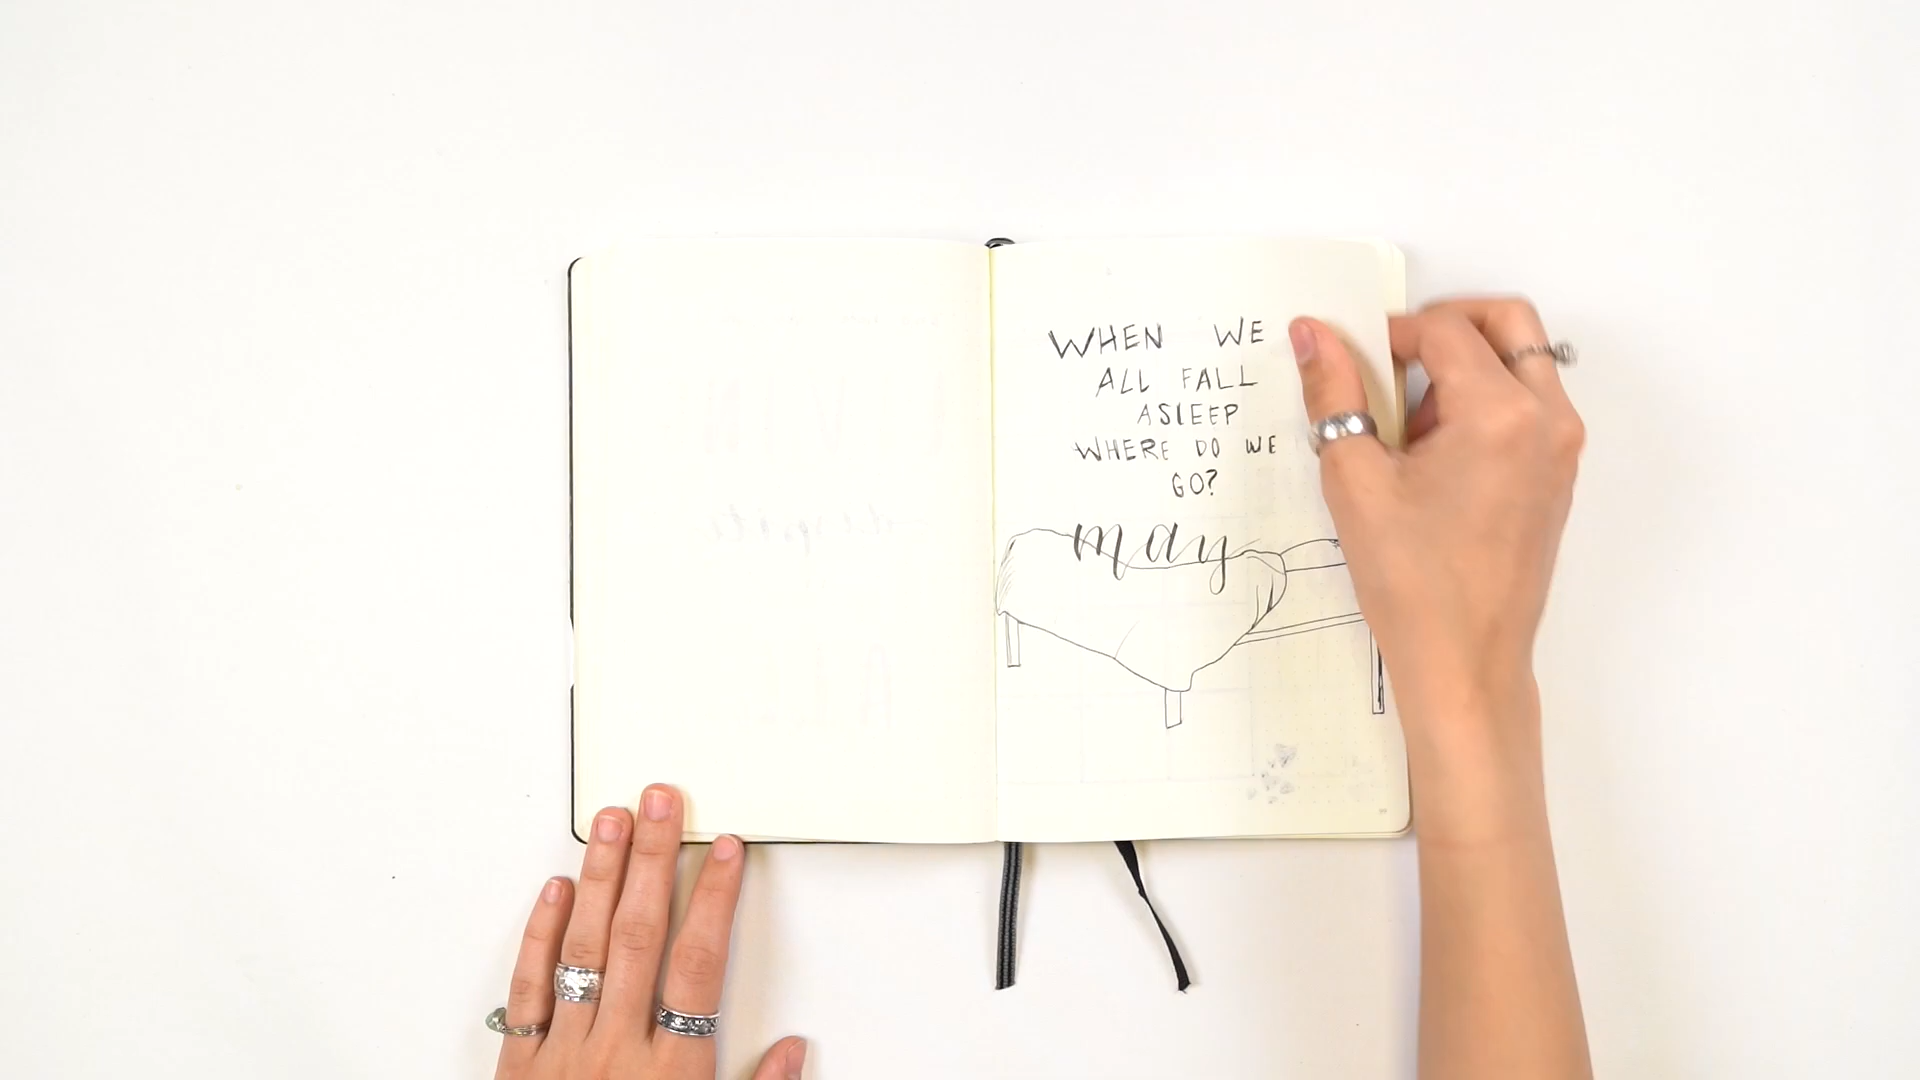 WHEN WE
ALL FALL
ASLEEP
WHERE DO WE
GO?
may